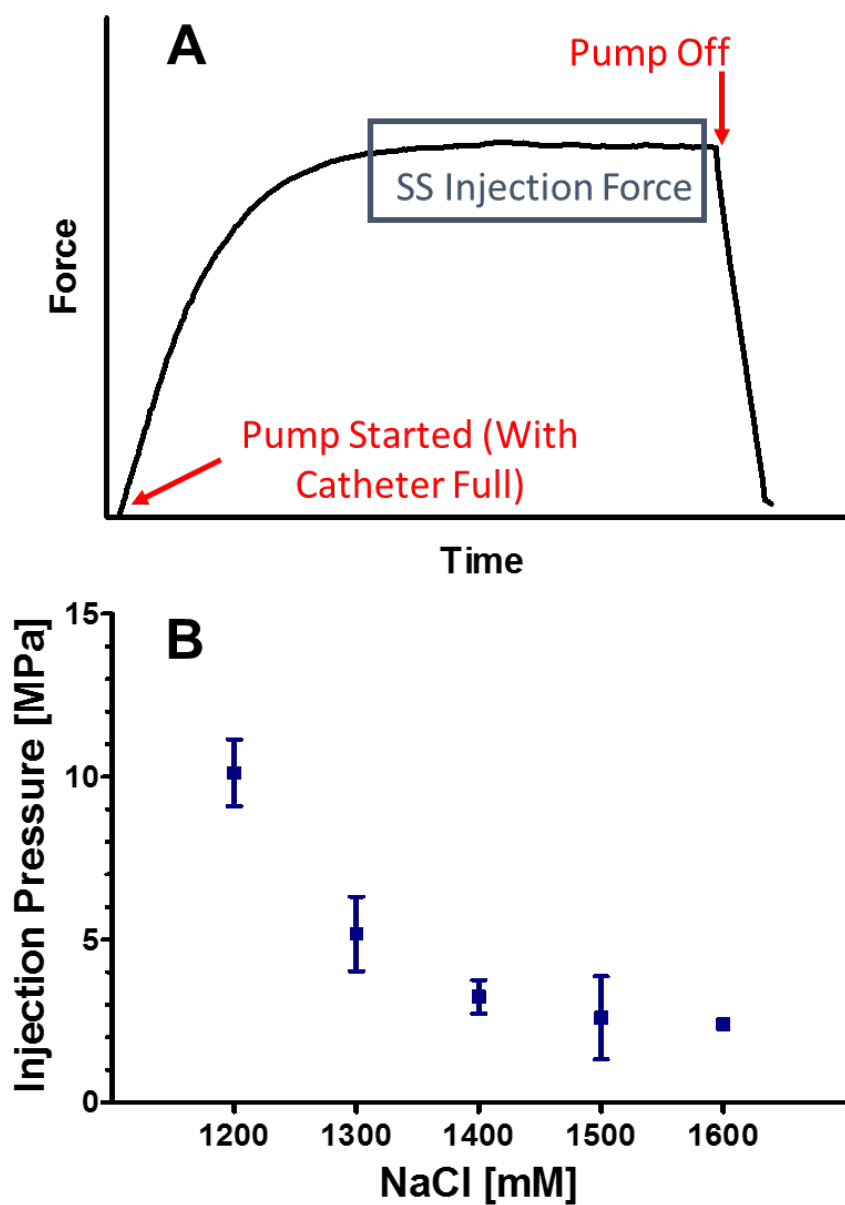 A
Pump Off
SS Injection Force
Force
Pump Started (With
Catheter Full)
Time
B
Injection Pressure [MPa]
15
10
5
0
1200 1300 1400 1500 1600
NaCl [mM]